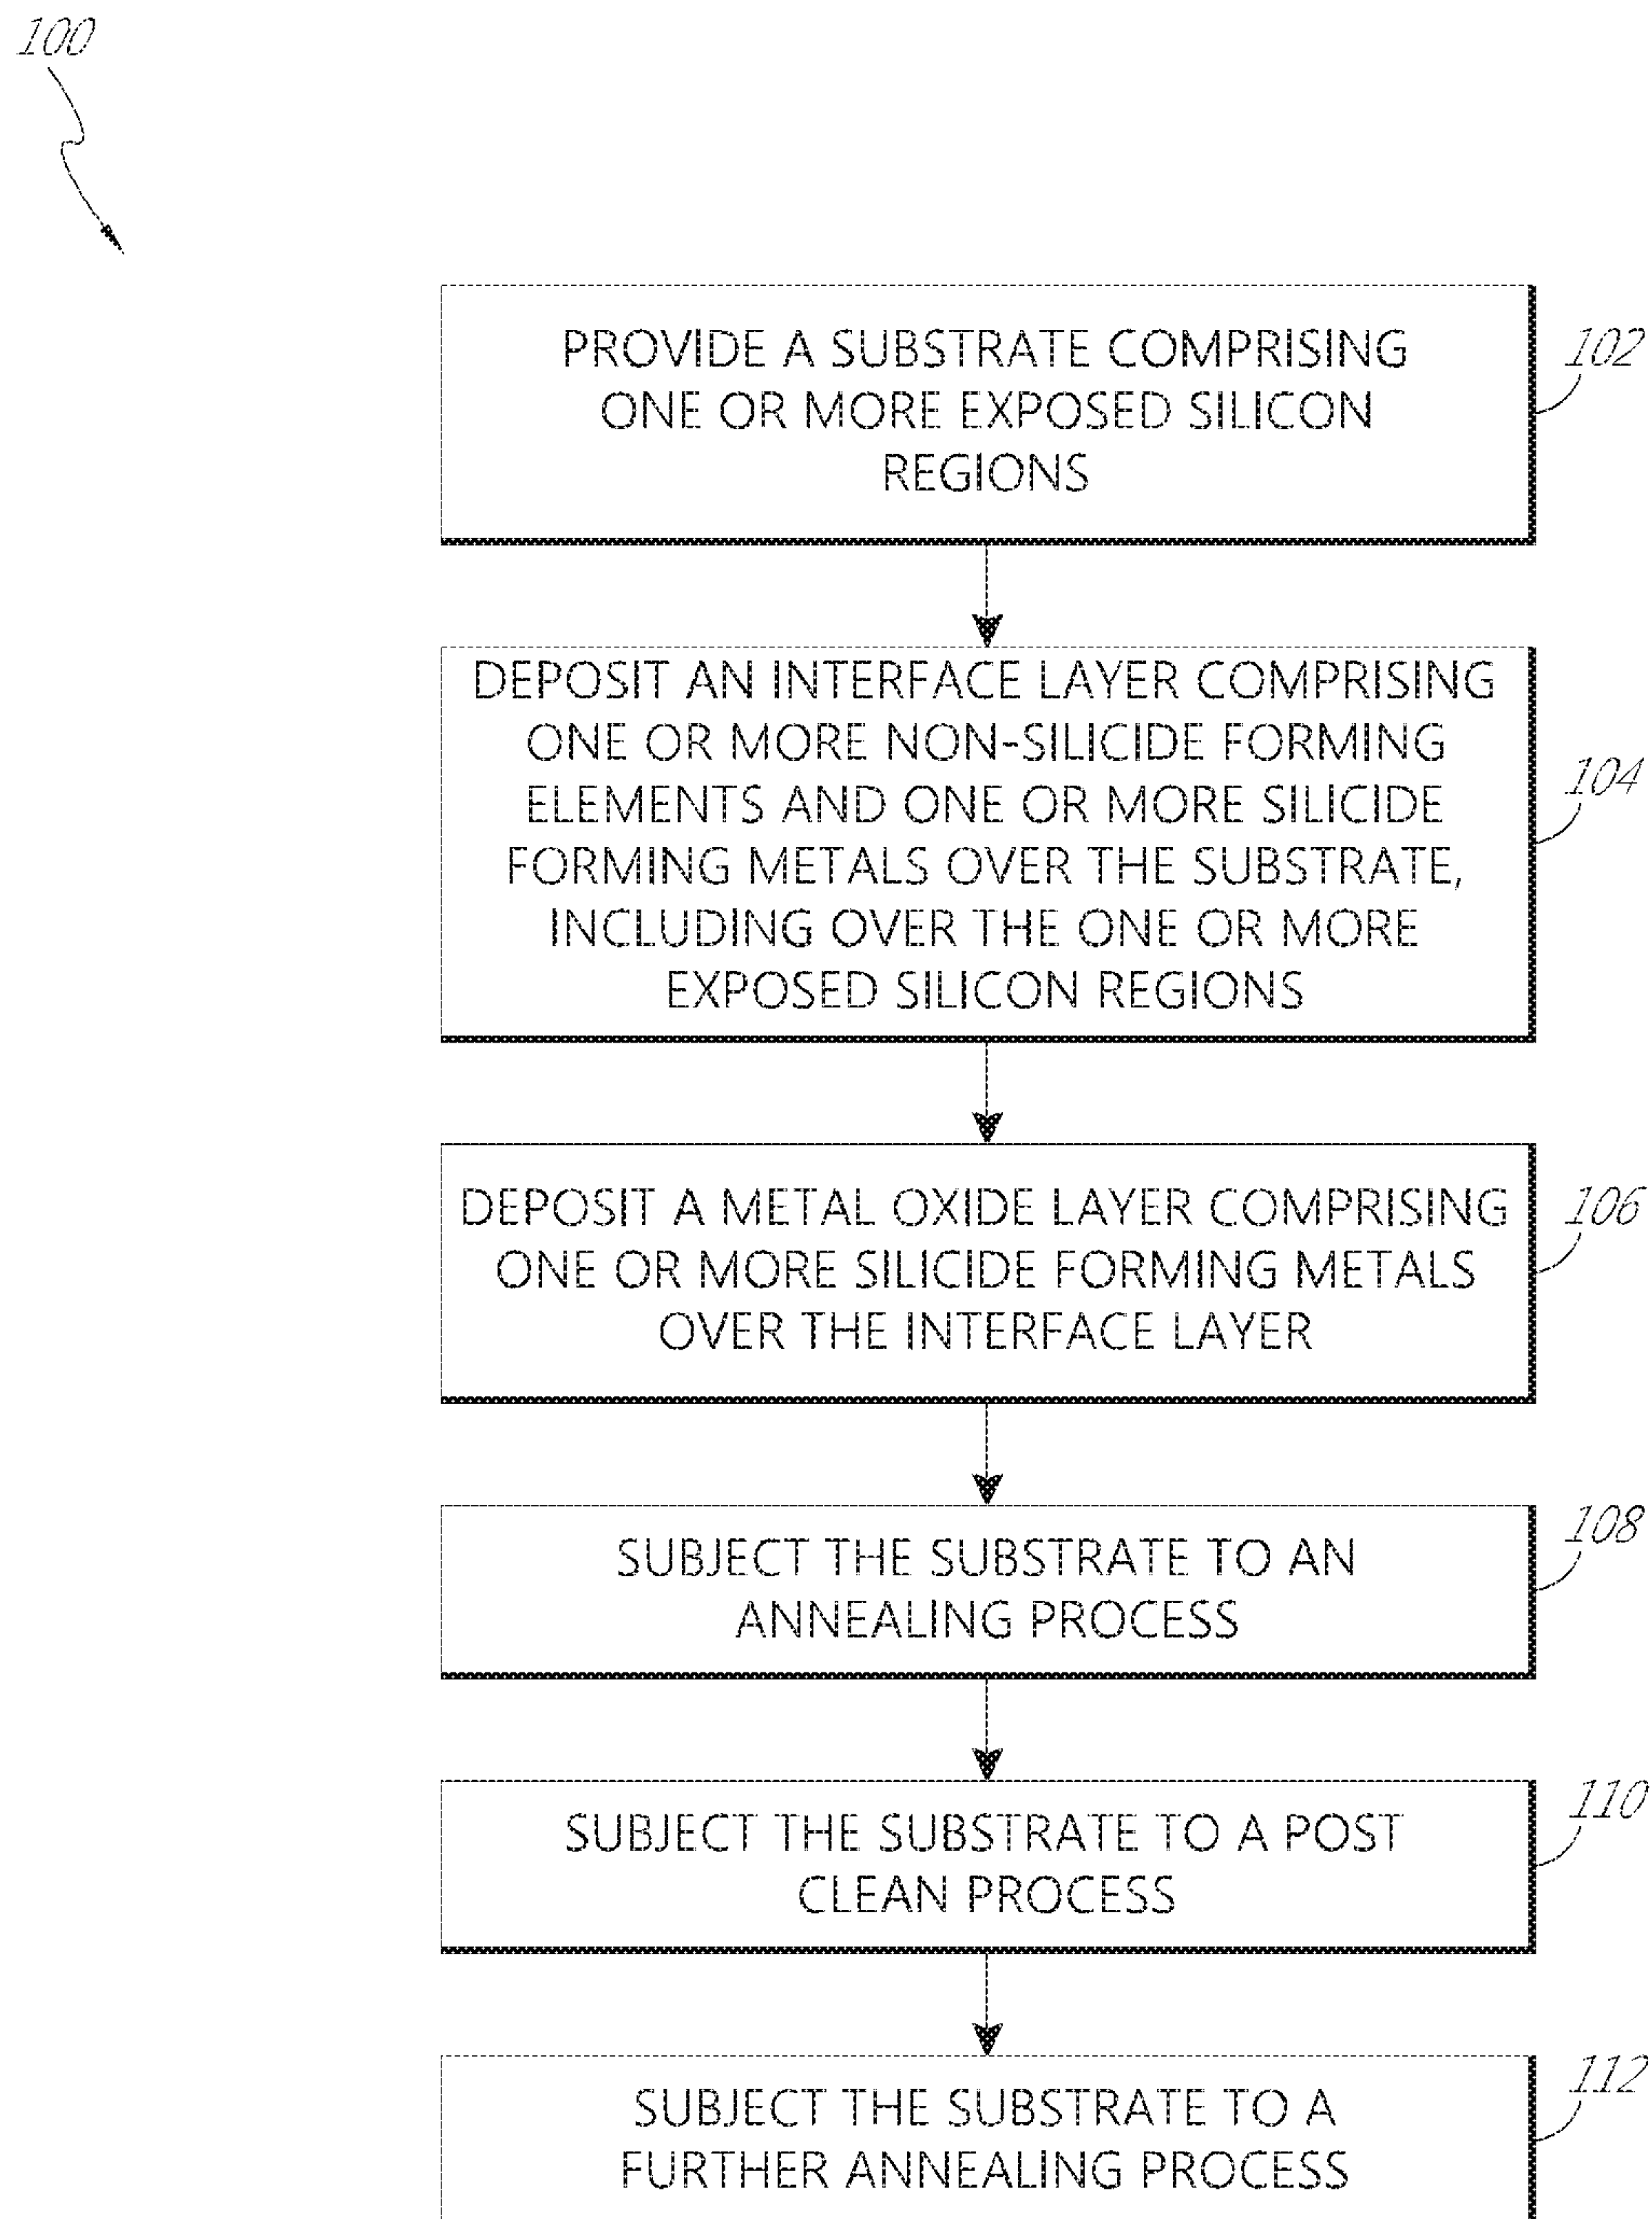 100
PROVIDE A SUBSTRATE COMPRISING
ONE OR MORE EXPOSED SILICON
REGIONS
102
DEPOSIT AN INTERFACE LAYER COMPRISING
ONE OR MORE NON-SILICIDE FORMING
ELEMENTS AND ONE OR MORE SILICIDE
FORMING METALS OVER THE SUBSTRATE,
INCLUDING OVER THE ONE OR MORE
EXPOSED SILICON REGIONS
104
DEPOSIT A METAL OXIDE LAYER COMPRISING
ONE OR MORE SILICIDE FORMING METALS
OVER THE INTERFACE LAYER
106
SUBJECT THE SUBSTRATE TO AN
ANNEALING PROCESS
108
SUBJECT THE SUBSTRATE TO A POST
CLEAN PROCESS
110
SUBJECT THE SUBSTRATE TO A
FURTHER ANNEALING PROCESS
112